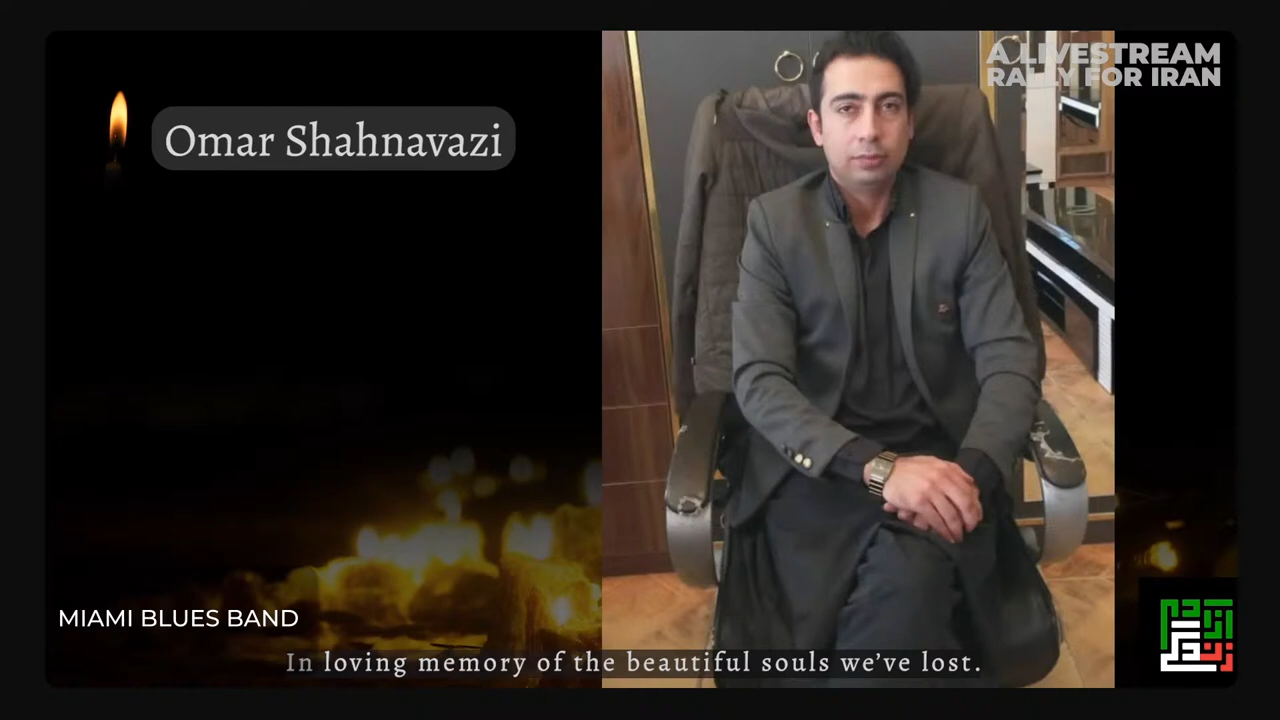 A LIVESTREAM
RALLY FOR IRAN
Omar Shahnavazi
MIAMI BLUES BAND
In loving memory of the beautiful souls we’ve lost.